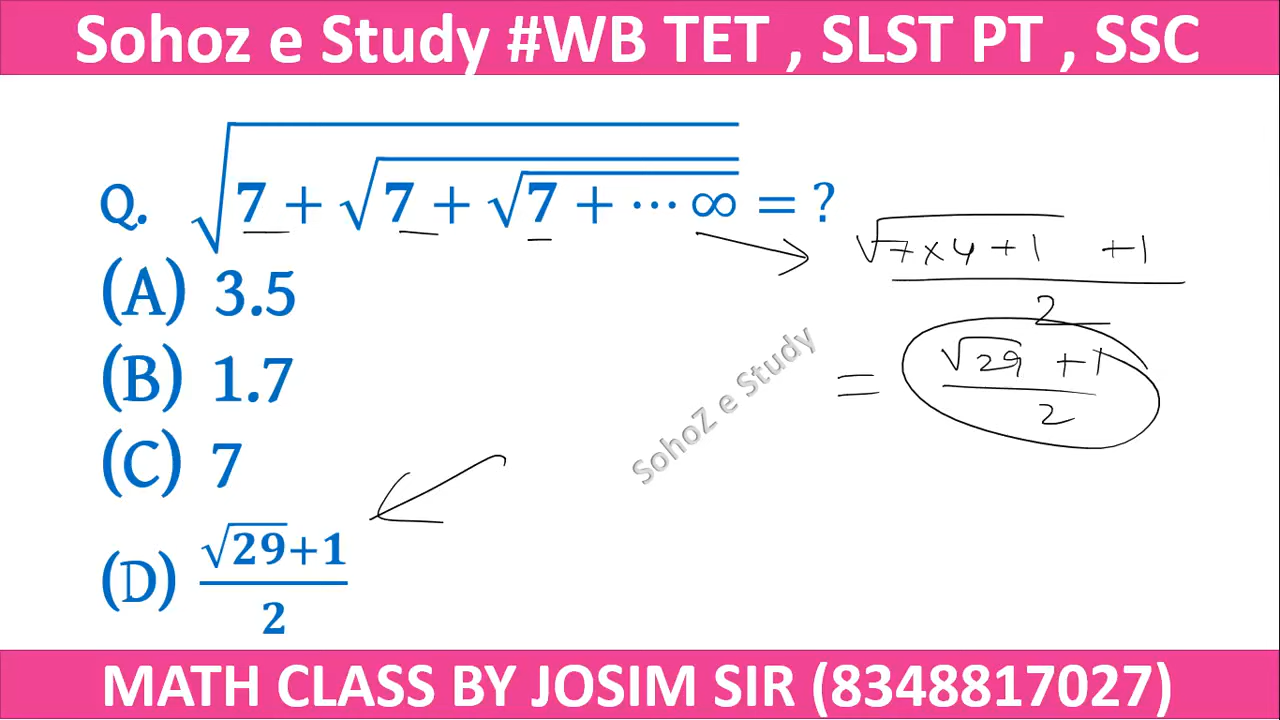 Sohoz e Study #WB TET , SLST PT , SSC
Q. √(7 + √(7 + √(7 + ⋯ ∞))) = ?
(A) 3.5
(B) 1.7
(C) 7
(D) (√29+1)/2
(√(7×4+1) +1)/2
= (√29 +1)/2
SohoZ e Study
MATH CLASS BY JOSIM SIR (8348817027)